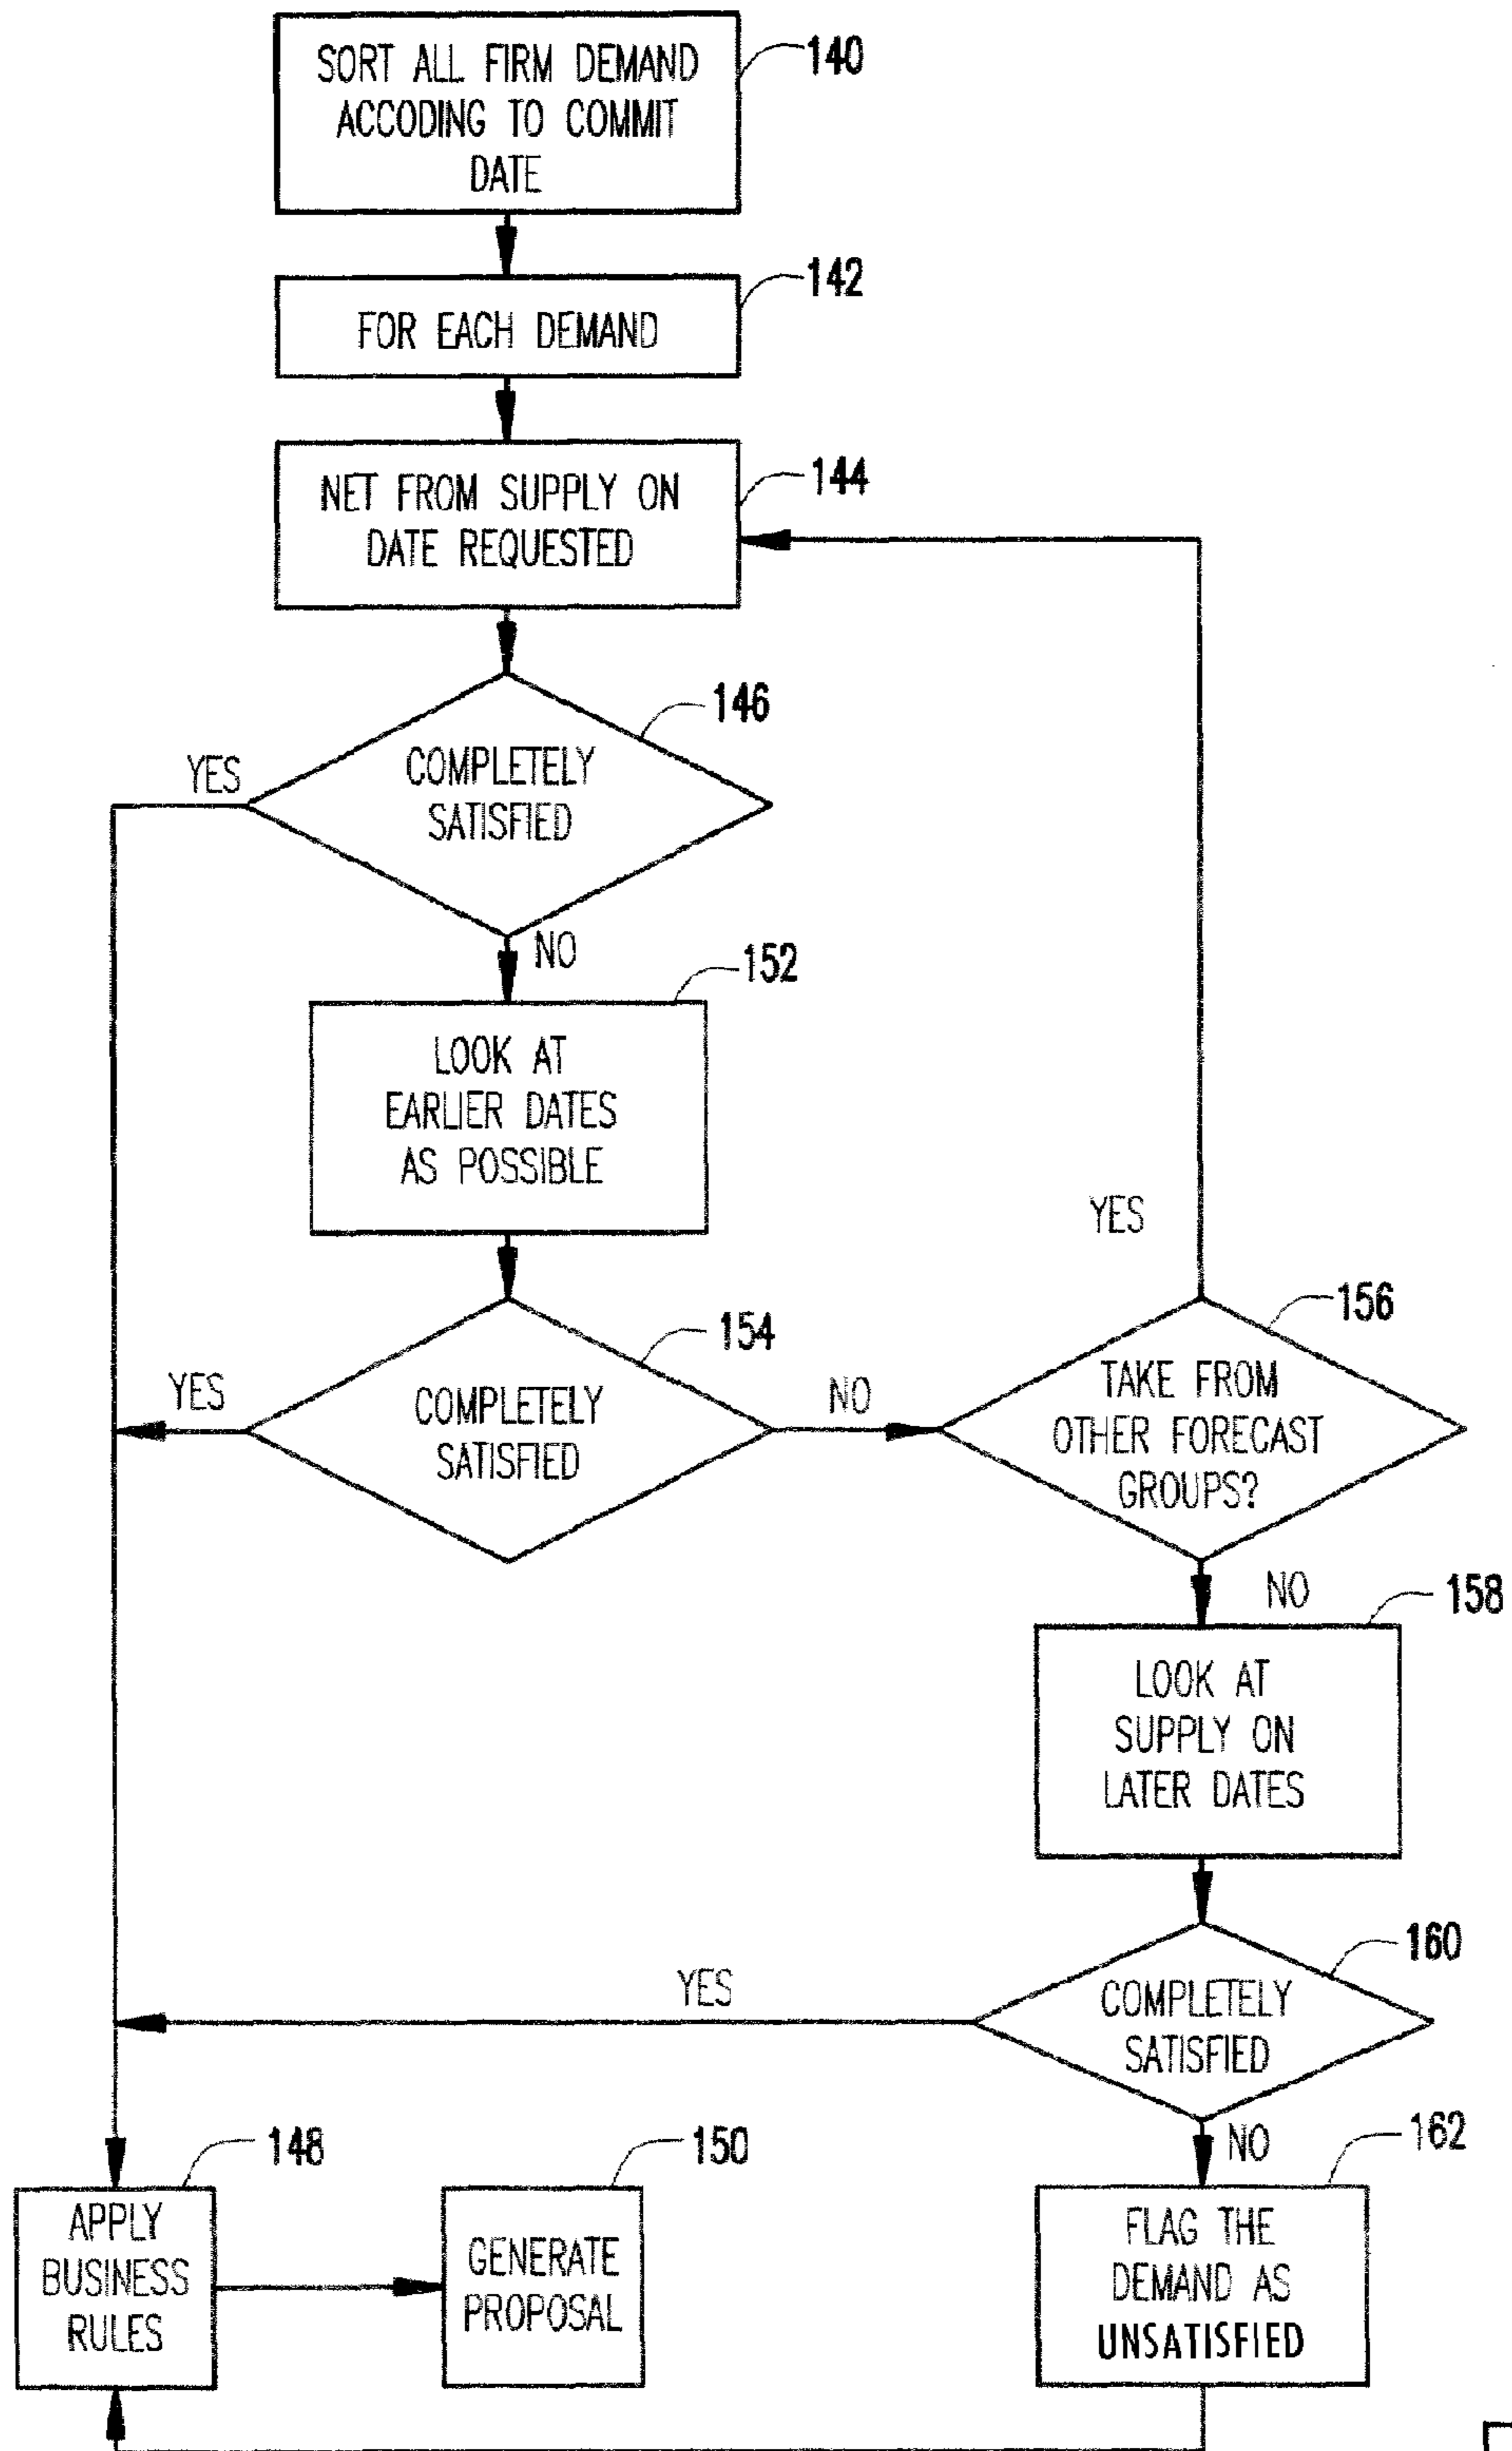 SORT ALL FIRM DEMAND
ACCODING TO COMMIT
DATE
140
FOR EACH DEMAND
142
NET FROM SUPPLY ON
DATE REQUESTED
144
COMPLETELY
SATISFIED
146
YES
NO
LOOK AT
EARLIER DATES
AS POSSIBLE
152
COMPLETELY
SATISFIED
154
YES
NO
TAKE FROM
OTHER FORECAST
GROUPS?
156
YES
NO
LOOK AT
SUPPLY ON
LATER DATES
158
COMPLETELY
SATISFIED
160
YES
NO
APPLY
BUSINESS
RULES
148
GENERATE
PROPOSAL
150
FLAG THE
DEMAND AS
UNSATISFIED
162